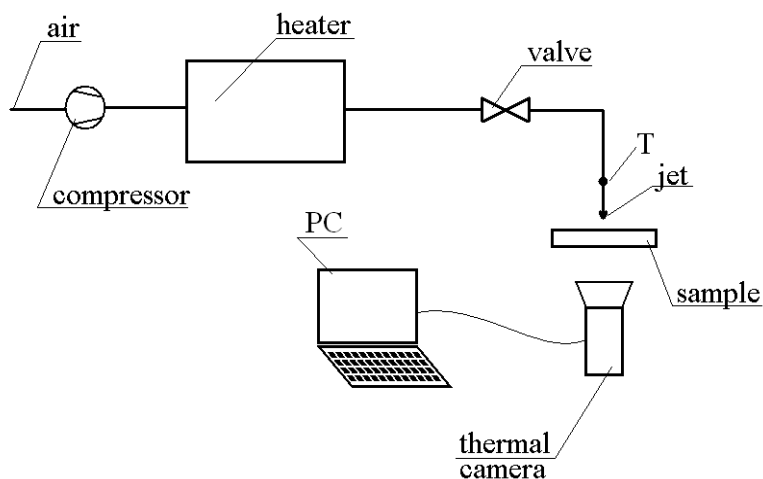 air
heater
valve
T
jet
compressor
PC
sample
thermal
camera